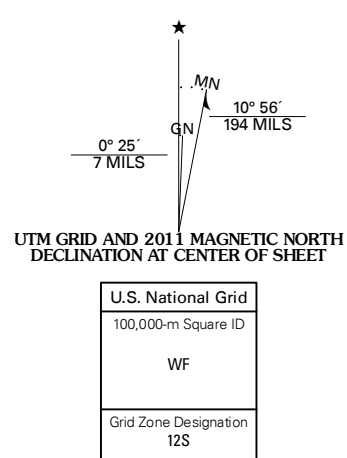 ★
MN
10° 56´
194 MILS
GN
0° 25´
7 MILS
UTM GRID AND 2011 MAGNETIC NORTH
DECLINATION AT CENTER OF SHEET
U.S. National Grid
100,000-m Square ID
WF
Grid Zone Designation
12S